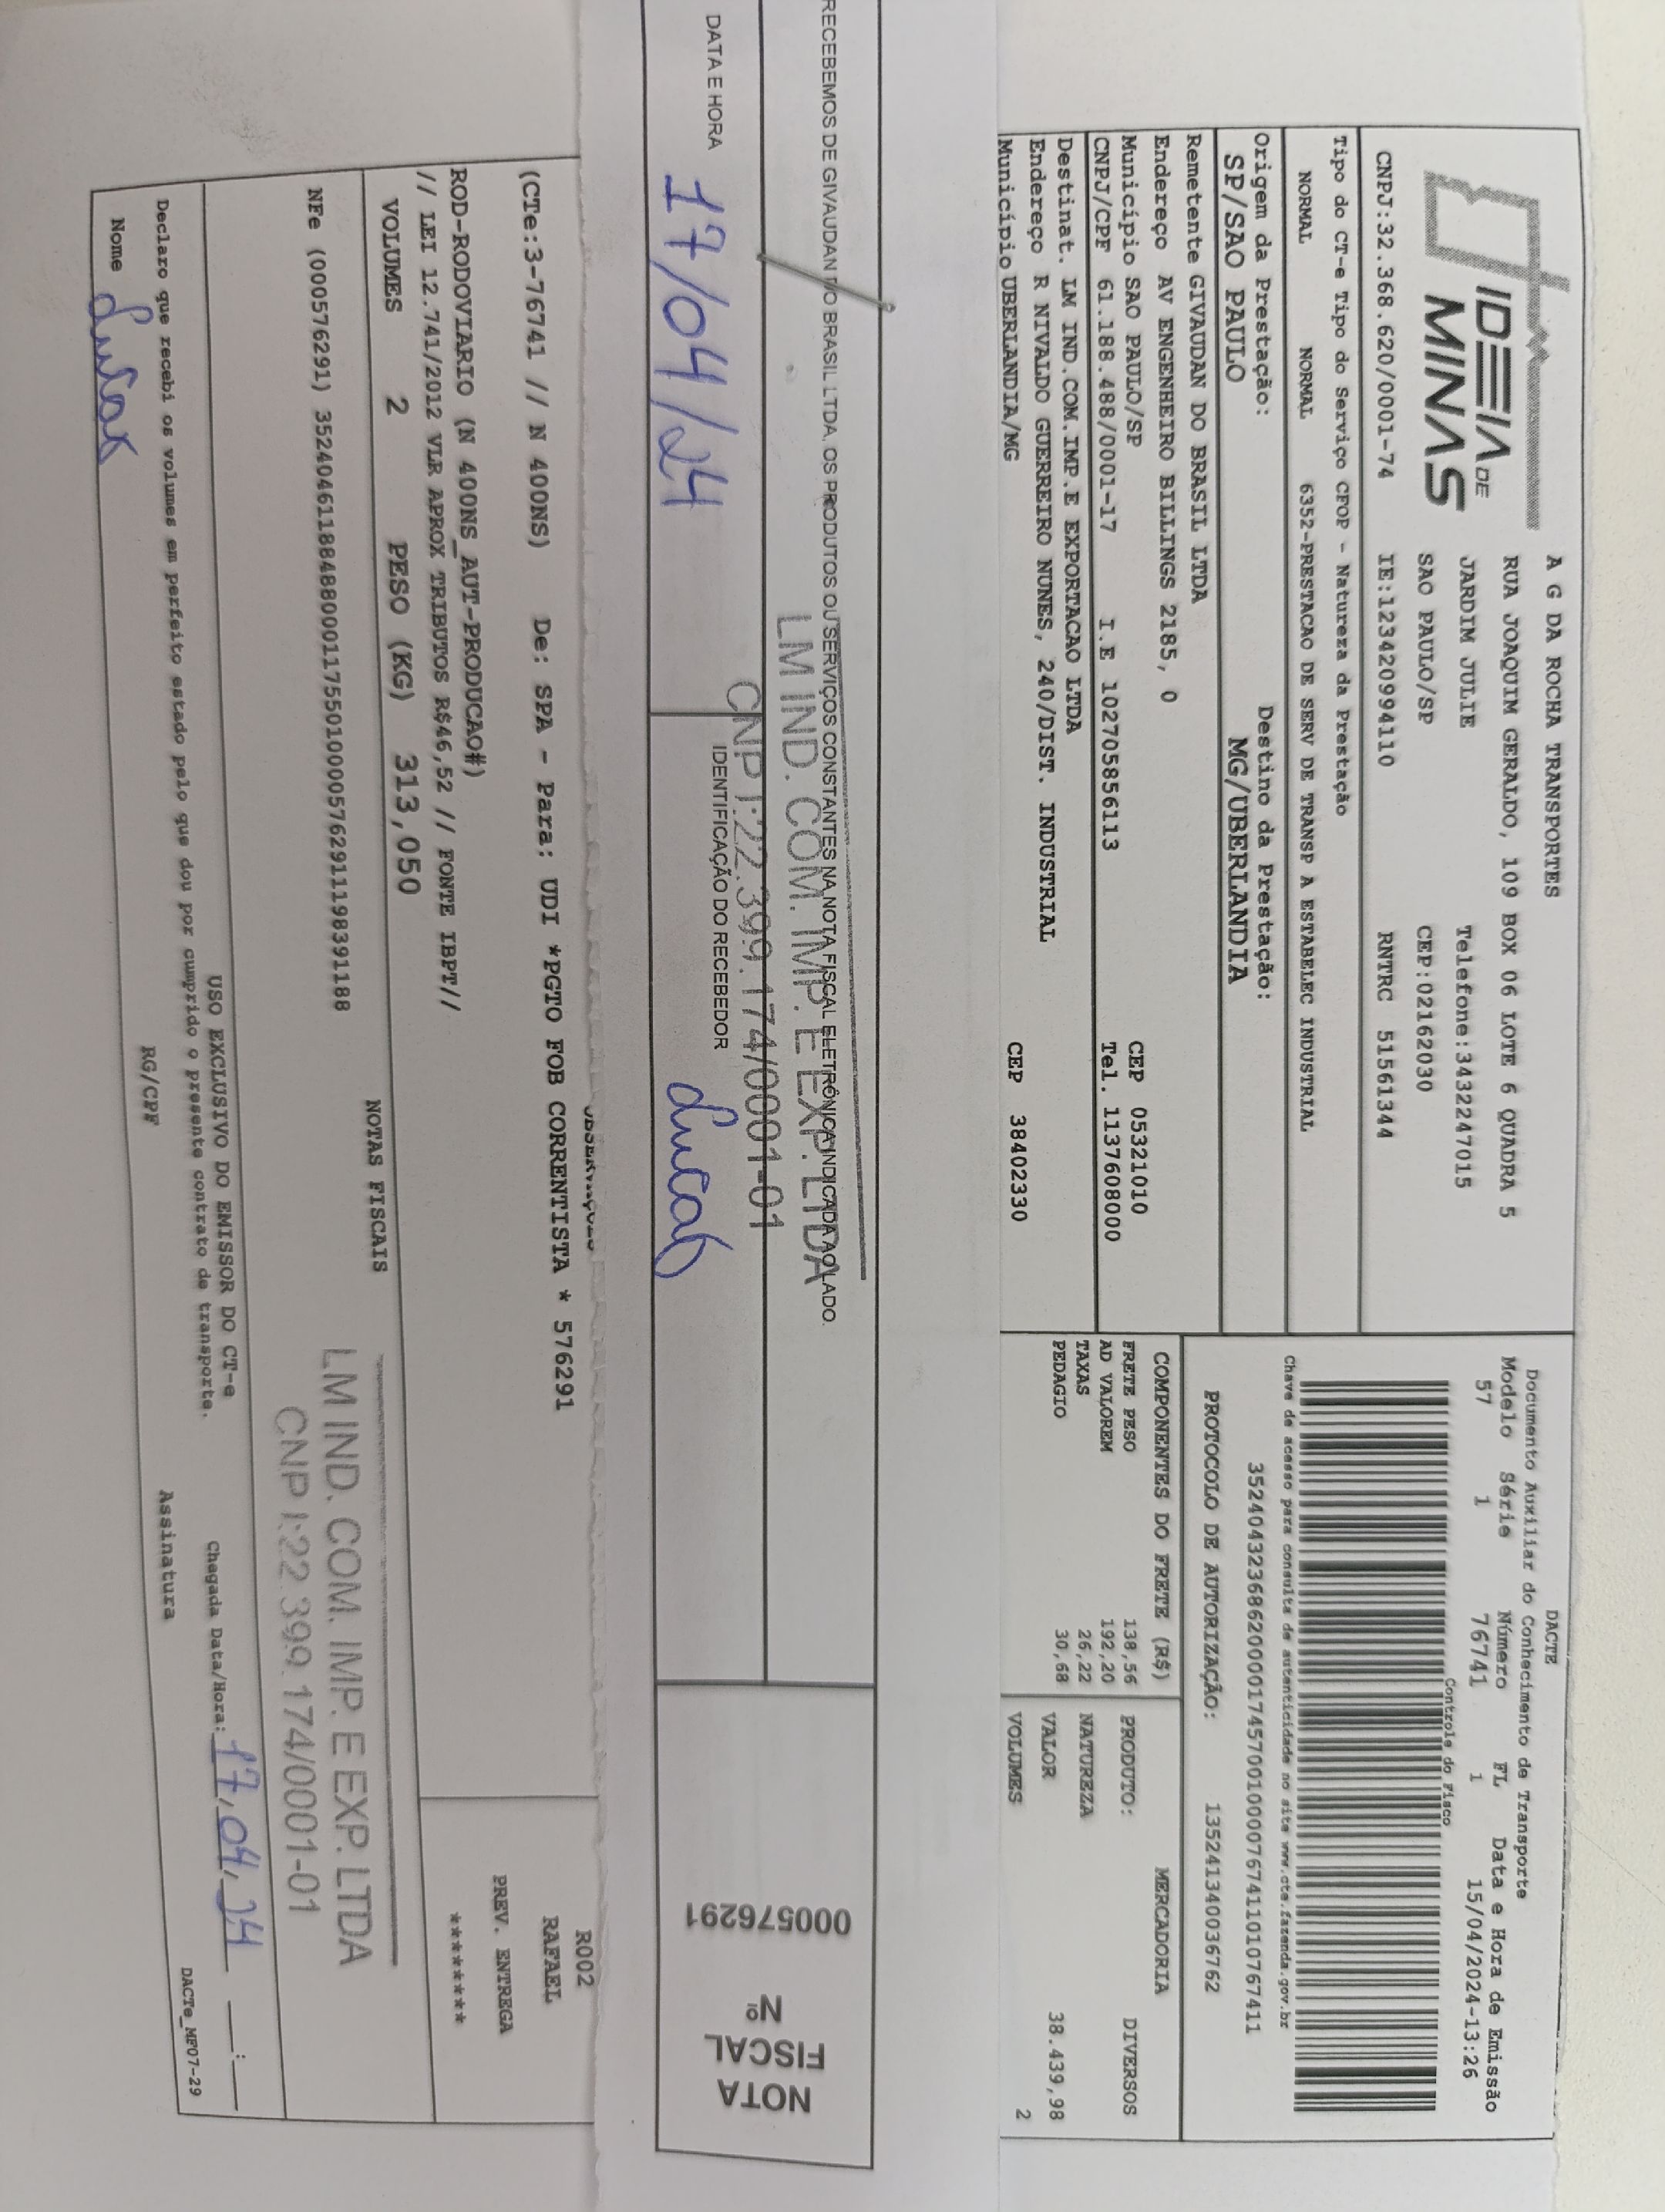 IDEIA DE
MINAS
A G DA ROCHA TRANSPORTES
RUA JOAQUIM GERALDO, 109 BOX 06 LOTE 6 QUADRA 5
JARDIM JULIE Telefone:3432247015
SAO PAULO/SP CEP:02162030
CNPJ:32.368.620/0001-74 IE:123420994110 RNTRC 51561344
Tipo do CT-e Tipo do Serviço CFOP - Natureza da Prestação
NORMAL NORMAL 6352-PRESTACAO DE SERV DE TRANSP A ESTABELEC INDUSTRIAL
Origem da Prestação: Destino da Prestação:
SP/SAO PAULO MG/UBERLANDIA
Remetente GIVAUDAN DO BRASIL LTDA
Endereço AV ENGENHEIRO BILLINGS 2185, 0
Município SAO PAULO/SP CEP 05321010
CNPJ/CPF 61.188.488/0001-17 I.E 102705856113 Tel. 1137608000
Destinat. LM IND.COM.IMP.E EXPORTACAO LTDA
Endereço R NIVALDO GUERREIRO NUNES, 240/DIST. INDUSTRIAL
Município UBERLANDIA/MG CEP 38402330
DACTE
Documento Auxiliar do Conhecimento de Transporte
Modelo Série Número FL Data e Hora de Emissão
57 1 76741 1 15/04/2024-13:26
Controle do Fisco
Chave de acesso para consulta de autenticidade no site www.cte.fazenda.gov.br
35240432368620000174570010000767411010767411
PROTOCOLO DE AUTORIZAÇÃO: 135241340036762
COMPONENTES DO FRETE (R$)
FRETE PESO 138,56
AD VALOREM 192,20
TAXAS 26,22
PEDAGIO 30,68
MERCADORIA
PRODUTO: DIVERSOS
NATUREZA
VALOR 38.439,98
VOLUMES 2
RECEBEMOS DE GIVAUDAN DO BRASIL LTDA, OS PRODUTOS OU SERVIÇOS CONSTANTES NA NOTA FISCAL ELETRÔNICA INDICADA AO LADO.
LM IND. COM. IMP. E EXP. LTDA
CNPJ:22.399.174/0001-01
DATA E HORA IDENTIFICAÇÃO DO RECEBEDOR
17/04/24 Lucas
NOTA
FISCAL
Nº
000576291
(CTe:3-76741 // N 400NS) De: SPA - Para: UDI *PGTO FOB CORRENTISTA * 576291
R002
RAFAEL
ROD-RODOVIARIO (N 400NS_AUT-PRODUCAO#)
// LEI 12.741/2012 VLR APROX TRIBUTOS R$46,52 // FONTE IBPT//
PREV. ENTREGA
*******
VOLUMES 2 PESO (KG) 313,050
NOTAS FISCAIS
NFe (000576291) 35240461188488000117550100005762911198391188
LM IND. COM. IMP. E EXP. LTDA
CNPJ:22.399.174/0001-01
USO EXCLUSIVO DO EMISSOR DO CT-e
Declaro que recebi os volumes em perfeito estado pelo que dou por cumprido o presente contrato de transporte.
Chegada Data/Hora: 17,04,24 __:__
Nome Lucas RG/CPF Assinatura
DACTe_MF07-29